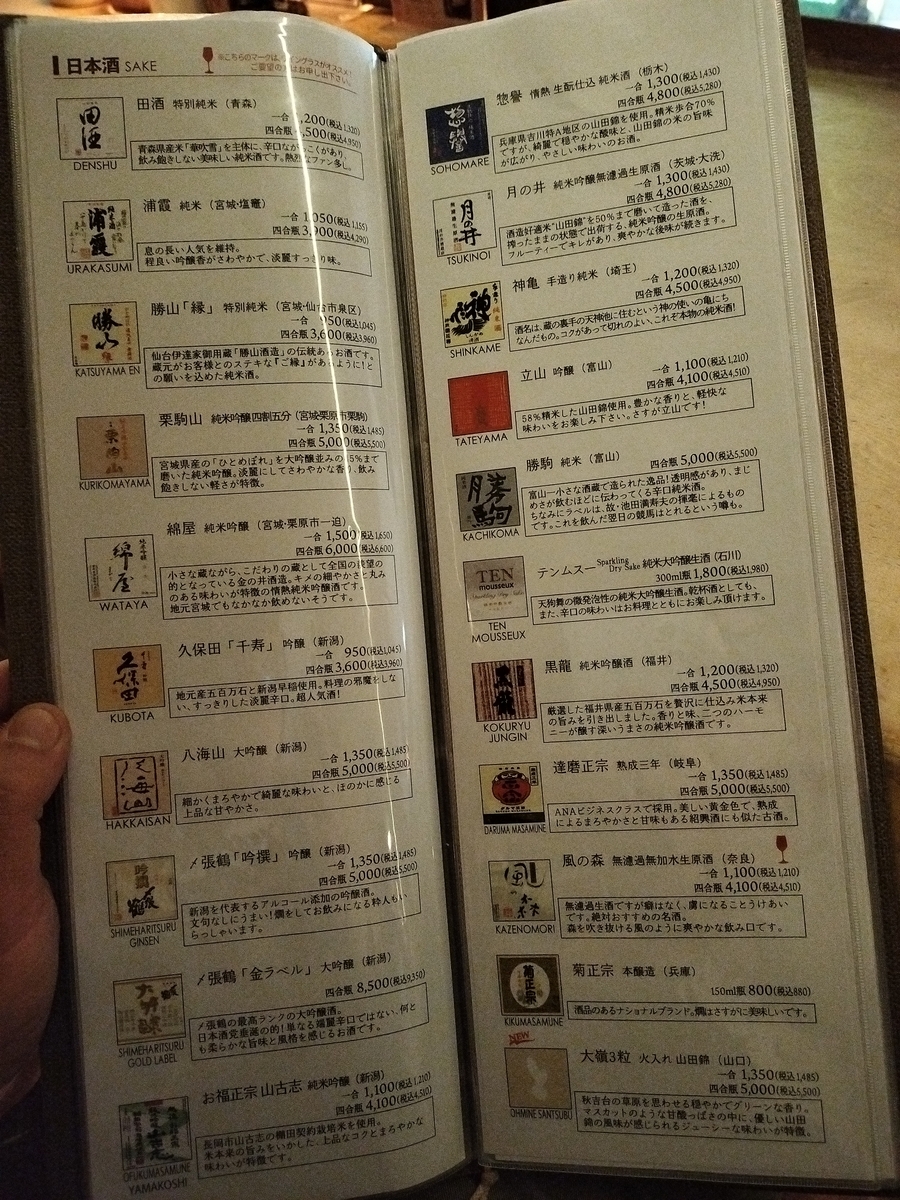 日本酒 SAKE
※こちらのマークは、ワイングラスがオススメ!
ご要望の方はお申し出下さい。
田酒 特別純米（青森）
一合 1,200(税込1,320)
四合瓶 4,500(税込4,950)
青森県産米「華吹雪」を主体に、辛口ながらこくがあり、
飲み飽きしない美味しい純米酒です。熱烈なファン多し。
DENSHU
浦霞 純米（宮城・塩竈）
一合 1,050(税込1,155)
四合瓶 3,900(税込4,290)
息の長い人気を維持。
程良い吟醸香がさわやかで、淡麗すっきり味。
URAKASUMI
勝山「縁」 特別純米（宮城・仙台市泉区）
一合 950(税込1,045)
四合瓶 3,600(税込3,960)
仙台伊達家御用蔵「勝山酒造」の伝統あるお酒です。
蔵元がお客様とのステキな『ご縁』があるように!と
の願いを込めた純米酒。
KATSUYAMA EN
栗駒山 純米吟醸四割五分（宮城・栗原市栗駒）
一合 1,350(税込1,485)
四合瓶 5,000(税込5,500)
宮城県産の「ひとめぼれ」を大吟醸並みの45%まで
磨いた純米吟醸。淡麗にしてさわやかな香り、飲み
飽きしない軽さが特徴。
KURIKOMAYAMA
綿屋 純米吟醸（宮城・栗原市一迫）
一合 1,500(税込1,650)
四合瓶 6,000(税込6,600)
小さな蔵ながら、こだわりの蔵として全国の羨望の
的となっている金の井酒造。キメの細やかさと丸み
のある味わいが特徴の情熱純米吟醸大酒です。
地元宮城でもなかなか飲めないそうです。
WATAYA
久保田「千寿」 吟醸（新潟）
一合 950(税込1,045)
四合瓶 3,600(税込3,960)
地元産五百万石と新潟早稲使用。料理の邪魔をしな
い、すっきりした淡麗辛口。超人気酒!
KUBOTA
八海山 大吟醸（新潟）
一合 1,350(税込1,485)
四合瓶 5,000(税込5,500)
細かくまろやかで綺麗な味わいと、ほのかに感じる
上品な甘やかさ。
HAKKAISAN
〆張鶴「吟撰」 吟醸（新潟）
一合 1,350(税込1,485)
四合瓶 5,000(税込5,500)
新潟を代表するアルコール添加の吟醸酒。
文句なしにうまい!燗をしてお飲みになる粋人もい
らっしゃいます。
SHIMEHARITSURU
GINSEN
〆張鶴「金ラベル」 大吟醸（新潟）
四合瓶 8,500(税込9,350)
〆張鶴の最高ランクの大吟醸酒。
日本酒党垂涎の的!単なる端麗辛口ではない、何と
も柔らかな旨味と風格を感じるお酒です。
SHIMEHARITSURU
GOLD LABEL
お福正宗 山古志 純米吟醸（新潟）
一合 1,100(税込1,210)
四合瓶 4,100(税込4,510)
長岡市山古志の棚田契約栽培米を使用。
米本来の旨みをいかした、上品なコクとまろやかな
味わいが特徴です。
OFUKUMASAMUNE
YAMAKOSHI
惣譽 情熱 生酛仕込 純米酒（栃木）
一合 1,300(税込1,430)
四合瓶 4,800(税込5,280)
兵庫県吉川特A地区の山田錦を使用。精米歩合70%
ですが、綺麗で穏やかな酸味と、山田錦の米の旨味
が広がり、やさしい味わいのお酒。
SOHOMARE
月の井 純米吟醸無濾過生原酒（茨城・大洗）
一合 1,300(税込1,430)
四合瓶 4,800(税込5,280)
酒造好適米“山田錦”を50%まで磨いて造った酒を、
搾ったままの状態で出荷する、純米吟醸の生原酒。
フルーティーでキレがあり、爽やかな後味が続きます。
TSUKINOI
神亀 手造り純米（埼玉）
一合 1,200(税込1,320)
四合瓶 4,500(税込4,950)
酒名は、蔵の裏手の天神池に住むという神の使いの亀にち
なんだもの。コクがあって切れのよい、これぞ本物の純米酒!
SHINKAME
立山 吟醸（富山）
一合 1,100(税込1,210)
四合瓶 4,100(税込4,510)
58%精米した山田錦使用。豊かな香りと、軽快な
味わいをお楽しみ下さい。さすが立山です!
TATEYAMA
勝駒 純米（富山）
四合瓶 5,000(税込5,500)
富山一小さな酒蔵で造られた逸品!透明感があり、まじ
めさが飲むほどに伝わってくる辛口純米酒。
ちなみにラベルは、故・池田満寿夫の揮毫によるもの
です。これを飲んだ翌日の競馬はとれるという噂も。
KACHIKOMA
テンムスー Sparkling Dry Sake 純米大吟醸生酒（石川）
300ml瓶 1,800(税込1,980)
天狗舞の微発泡性の純米大吟醸生酒。乾杯酒としても、
また、辛口の味わいはお料理とともにお楽しみ頂けます。
TEN
mousseux
Sparkling Dry Sake
TEN
MOUSSEUX
黒龍 純米吟醸酒（福井）
一合 1,200(税込1,320)
四合瓶 4,500(税込4,950)
厳選した福井県産五百万石を贅沢に仕込み米本来
の旨みを引き出しました。香りと味、二つのハーモ
ニーが醸す深いうまさの純米吟醸酒です。
KOKURYU
JUNGIN
達磨正宗 熟成三年（岐阜）
一合 1,350(税込1,485)
四合瓶 5,000(税込5,500)
ANAビジネスクラスで採用。美しい黄金色で、熟成
によるまろやかさと甘味もある紹興酒にも似た古酒。
DARUMA MASAMUNE
風の森 無濾過無加水生原酒（奈良）
一合 1,100(税込1,210)
四合瓶 4,100(税込4,510)
無濾過生酒ですが癖はなく、虜になることうけあい
です。絶対おすすめの名酒。
森を吹き抜ける風のように爽やかな飲み口です。
KAZENOMORI
菊正宗 本醸造（兵庫）
150ml瓶 800(税込880)
酒品のあるナショナルブランド。燗はさすがに美味しいです。
KIKUMASAMUNE
NEW
大嶺3粒 火入れ 山田錦（山口）
一合 1,350(税込1,485)
四合瓶 5,000(税込5,500)
秋吉台の草原を思わせる穏やかでグリーンな香り。
マスカットのような甘酸っぱさの中に、優しい山田
錦の風味が感じられるジューシーな味わいが特徴。
OHMINE SANTSUBU